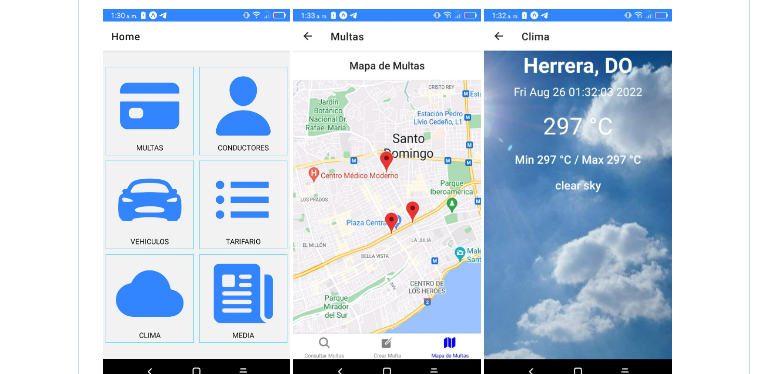 1:30 a. m.
Home
MULTAS
CONDUCTORES
VEHICULOS
TARIFARIO
CLIMA
MEDIA
1:33 a. m.
Multas
Mapa de Multas
CRISTO REY
Jardín
Botánico
Nacional Dr.
Rafael María
Estación Pedro
Livio Cedeño, L1
Santo
Domingo
Centro Médico Moderno
Parque
Iberoamérica
LOS PRADOS
Plaza Central
EL MILLÓN
LA JULIA
BELLA VISTA
CENTRO DE
LOS HÉROES
Parque
Mirador
del Sur
Consultar Multas
Crear Multa
Mapa de Multas
1:32 a. m.
Clima
Herrera, DO
Fri Aug 26 01:32:03 2022
297 °C
Min 297 °C / Max 297 °C
clear sky